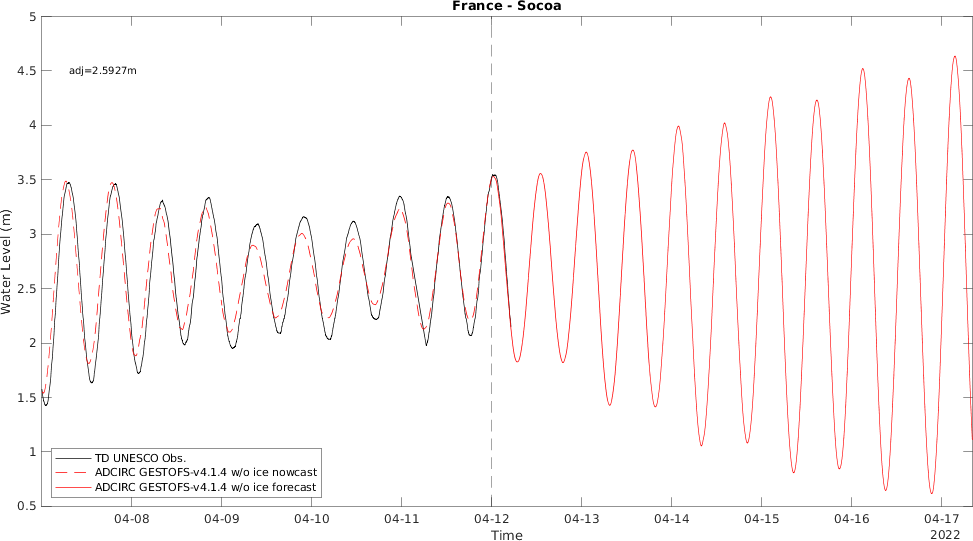 France - Socoa
5
4.5
4
3.5
3
2.5
2
1.5
1
0.5
Water Level (m)
adj=2.5927m
TD UNESCO Obs.
ADCIRC GESTOFS-v4.1.4 w/o ice nowcast
ADCIRC GESTOFS-v4.1.4 w/o ice forecast
04-08 04-09 04-10 04-11 04-12 04-13 04-14 04-15 04-16 04-17
Time 2022